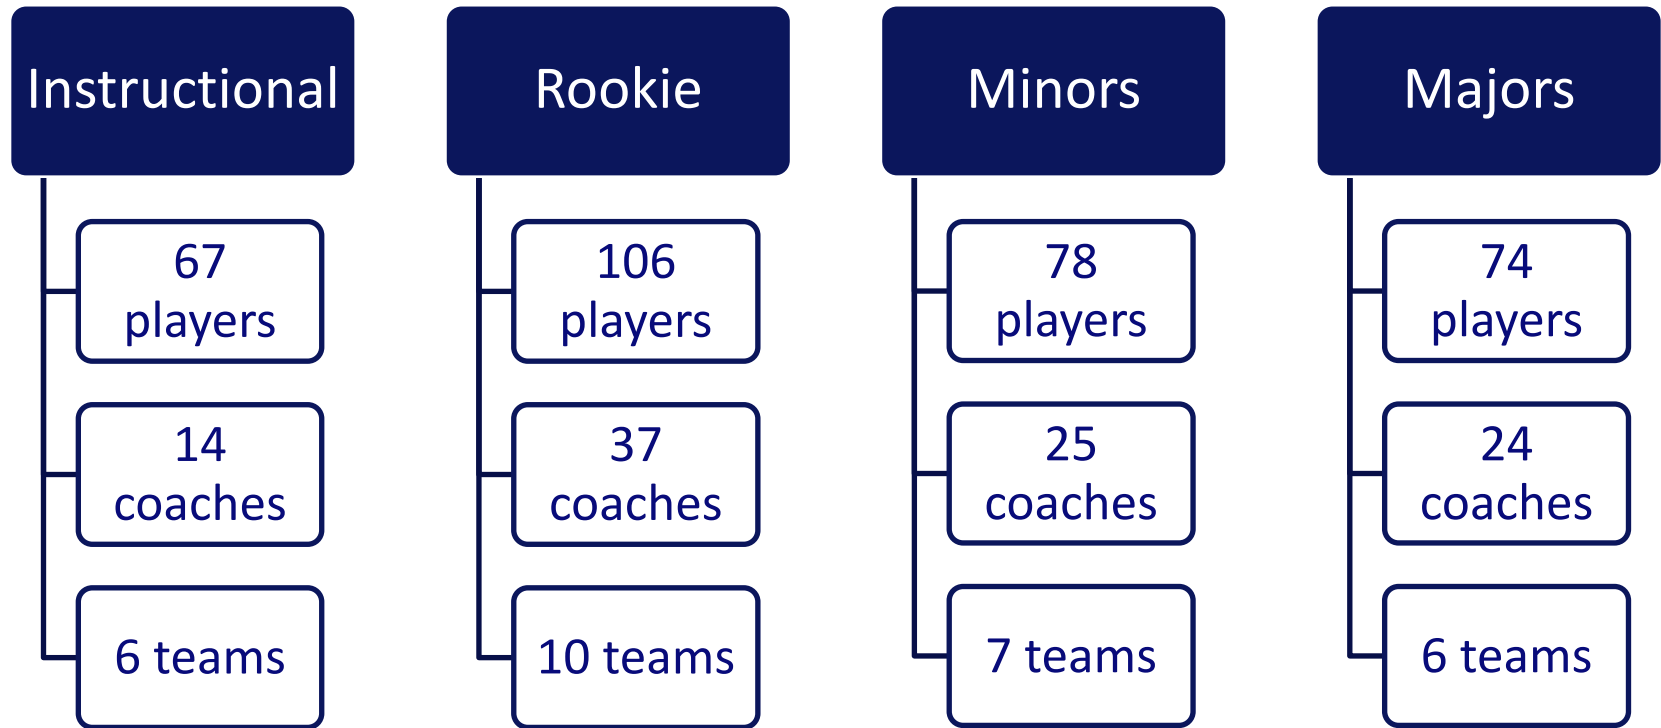 Instructional
67
players
14
coaches
6 teams
Rookie
106
players
37
coaches
10 teams
Minors
78
players
25
coaches
7 teams
Majors
74
players
24
coaches
6 teams